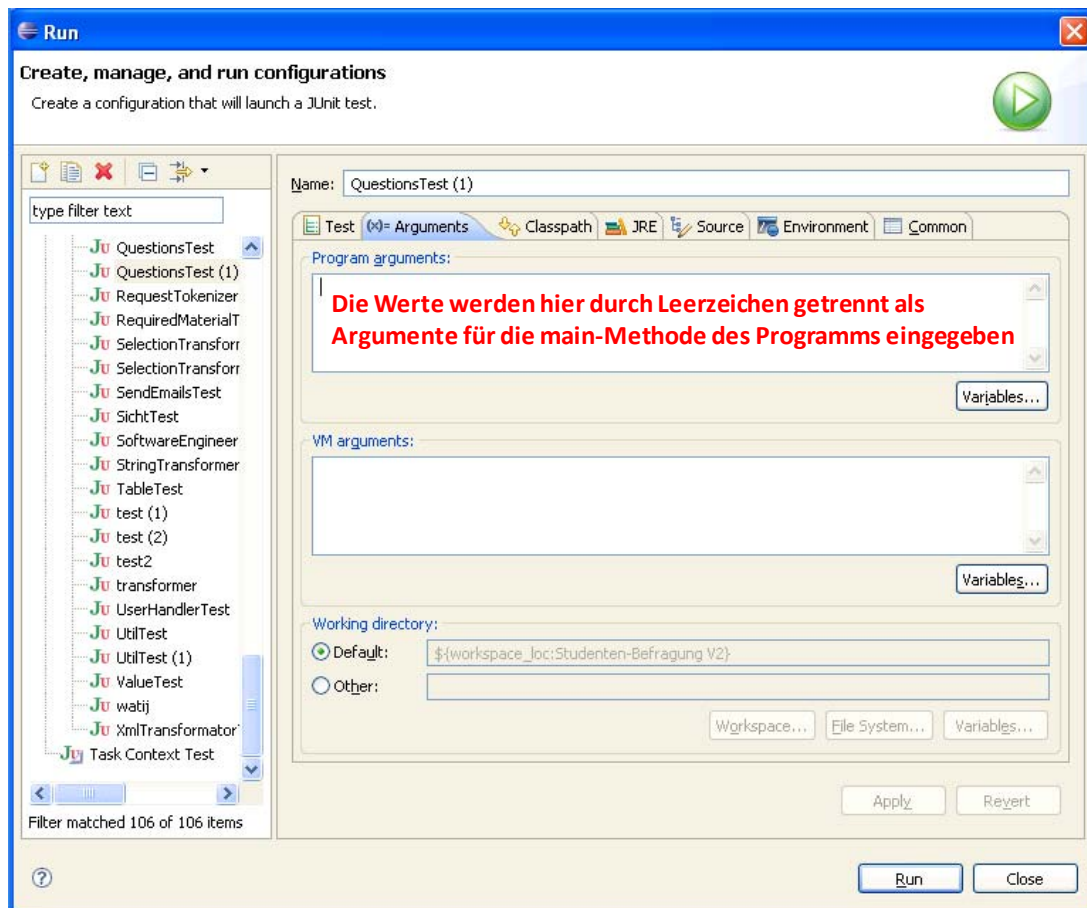 Run
Create, manage, and run configurations
Create a configuration that will launch a JUnit test.
type filter text
QuestionsTest
QuestionsTest (1)
RequestTokenizer
RequiredMaterialT
SelectionTransforr
SelectionTransforr
SendEmailsTest
SichtTest
SoftwareEngineer
StringTransformer
TableTest
test (1)
test (2)
test2
transformer
UserHandlerTest
UtilTest
UtilTest (1)
ValueTest
watij
XmlTransformator
Task Context Test
Filter matched 106 of 106 items
Name: QuestionsTest (1)
Test (x)= Arguments Classpath JRE Source Environment Common
Program arguments:
Die Werte werden hier durch Leerzeichen getrennt als
Argumente für die main-Methode des Programms eingegeben
Variables...
VM arguments:
Variables...
Working directory:
Default: ${workspace_loc:Studenten-Befragung V2}
Other:
Workspace... File System... Variables...
Apply Revert
Run Close